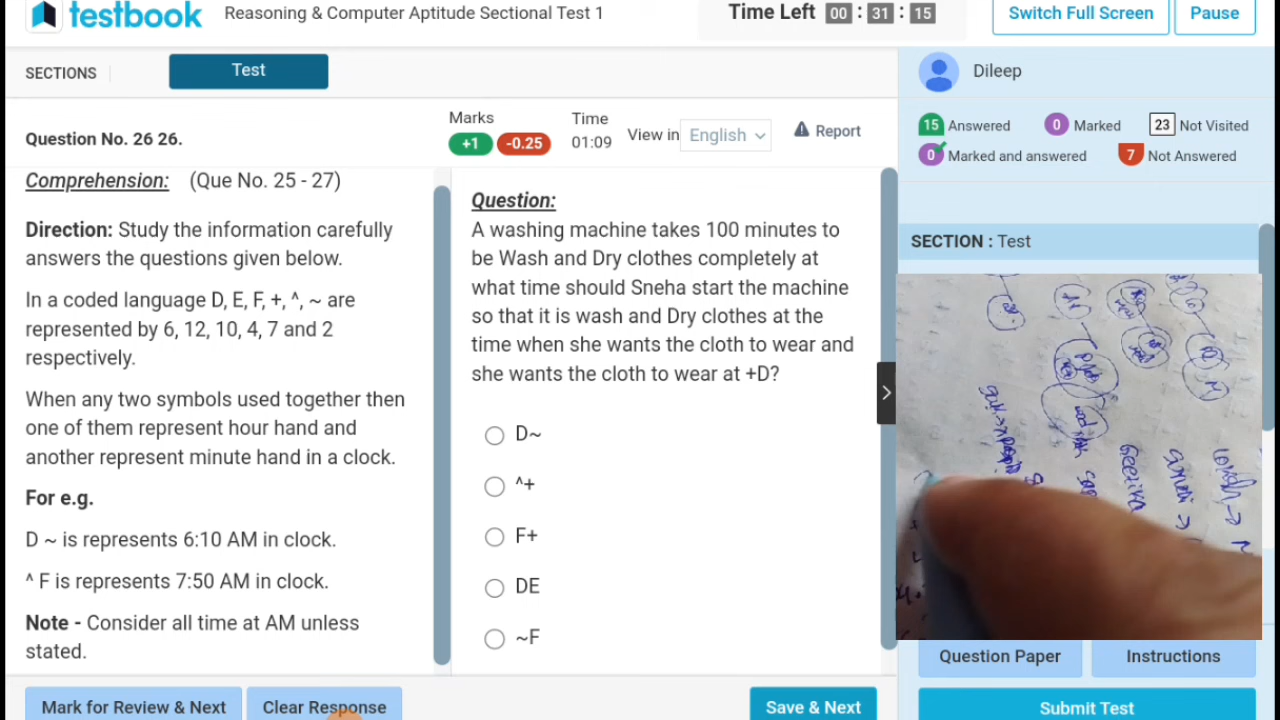 testbook
Reasoning & Computer Aptitude Sectional Test 1
Time Left 00 : 31 : 15
Switch Full Screen
Pause
SECTIONS
Test
Dileep
Question No. 26 26.
Marks
+1 -0.25
Time
01:09
View in English
Report
15 Answered
0 Marked
23 Not Visited
0 Marked and answered
7 Not Answered
SECTION : Test
Comprehension: (Que No. 25 - 27)
Direction: Study the information carefully
answers the questions given below.
In a coded language D, E, F, +, ^, ~ are
represented by 6, 12, 10, 4, 7 and 2
respectively.
When any two symbols used together then
one of them represent hour hand and
another represent minute hand in a clock.
For e.g.
D ~ is represents 6:10 AM in clock.
^ F is represents 7:50 AM in clock.
Note - Consider all time at AM unless
stated.
Question:
A washing machine takes 100 minutes to
be Wash and Dry clothes completely at
what time should Sneha start the machine
so that it is wash and Dry clothes at the
time when she wants the cloth to wear and
she wants the cloth to wear at +D?
D~
^+
F+
DE
~F
Geetika
Mark for Review & Next
Clear Response
Save & Next
Question Paper
Instructions
Submit Test